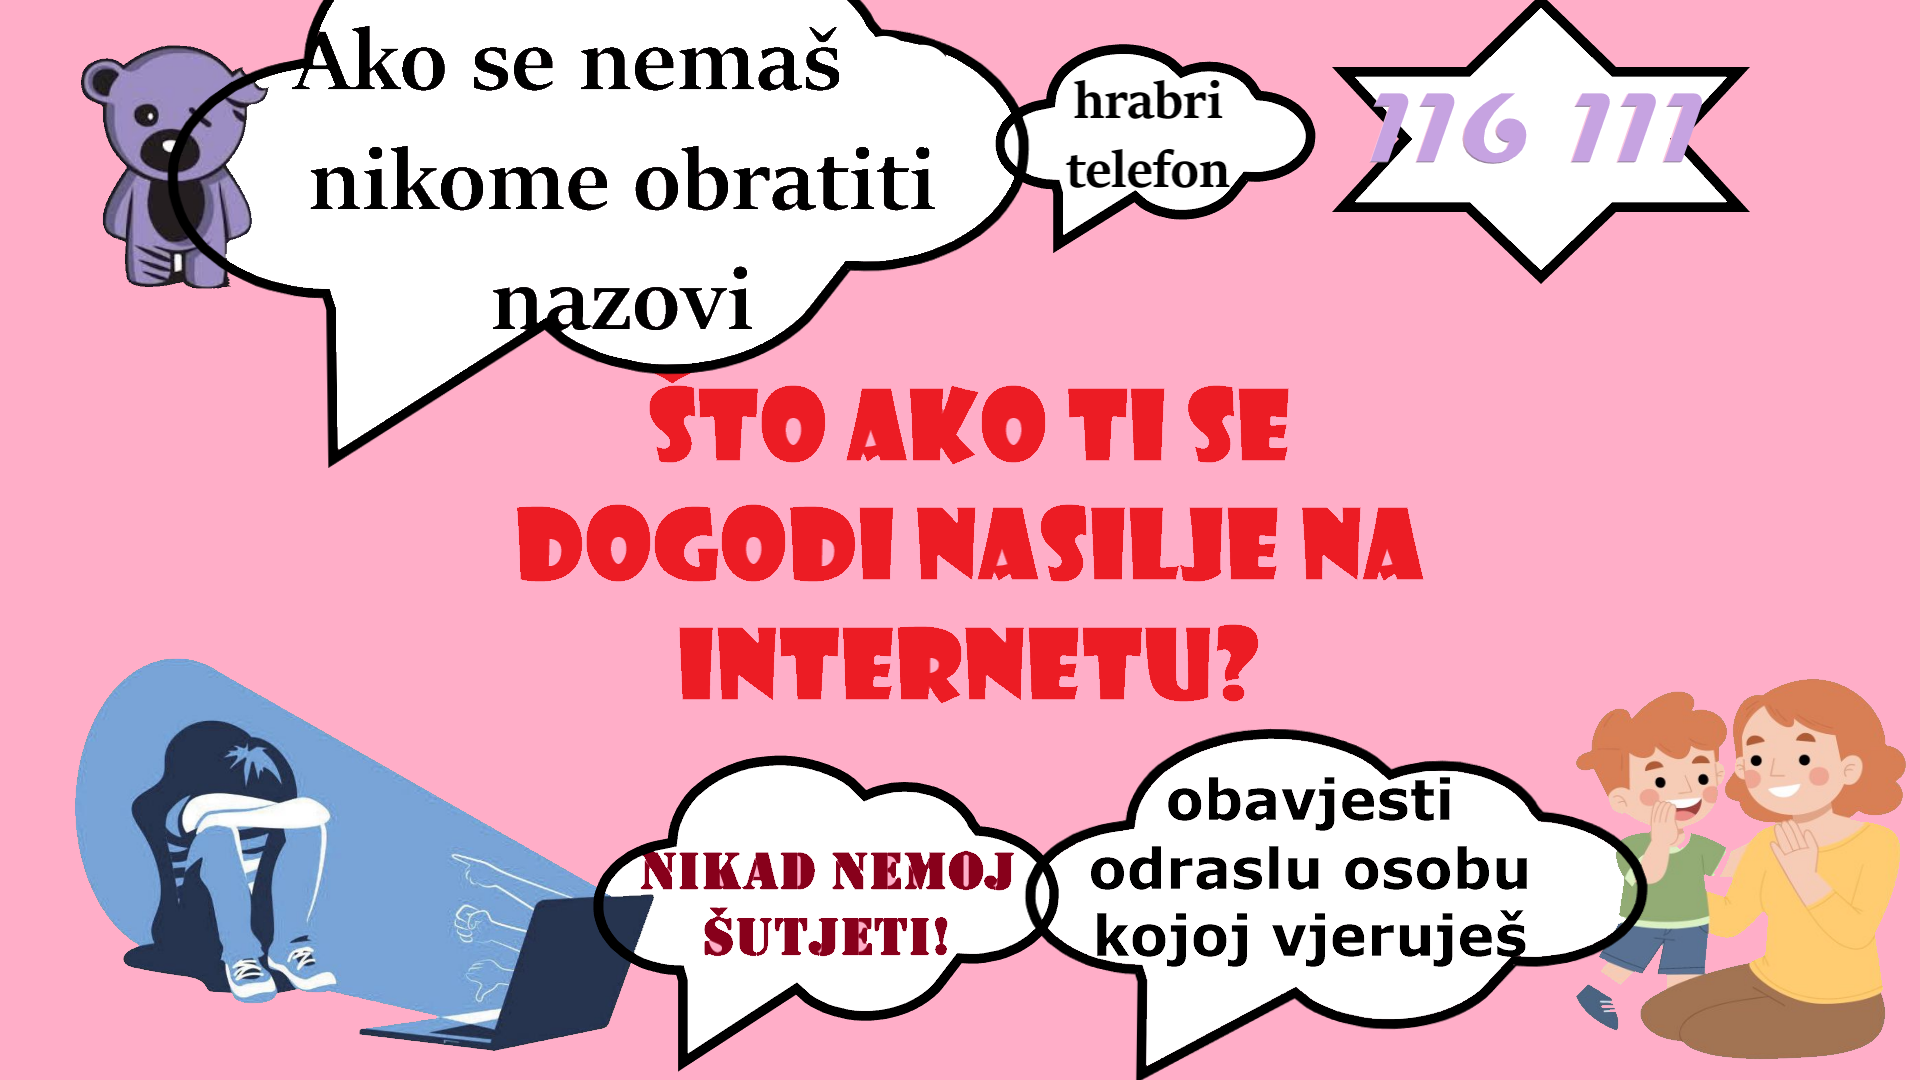 Ako se nemaš
nikome obratiti
nazovi
hrabri
telefon
116 111
ŠTO AKO TI SE
DOGODI NASILJE NA
INTERNETU?
NIKAD NEMOJ
ŠUTJETI!
obavjesti
odraslu osobu
kojoj vjeruješ